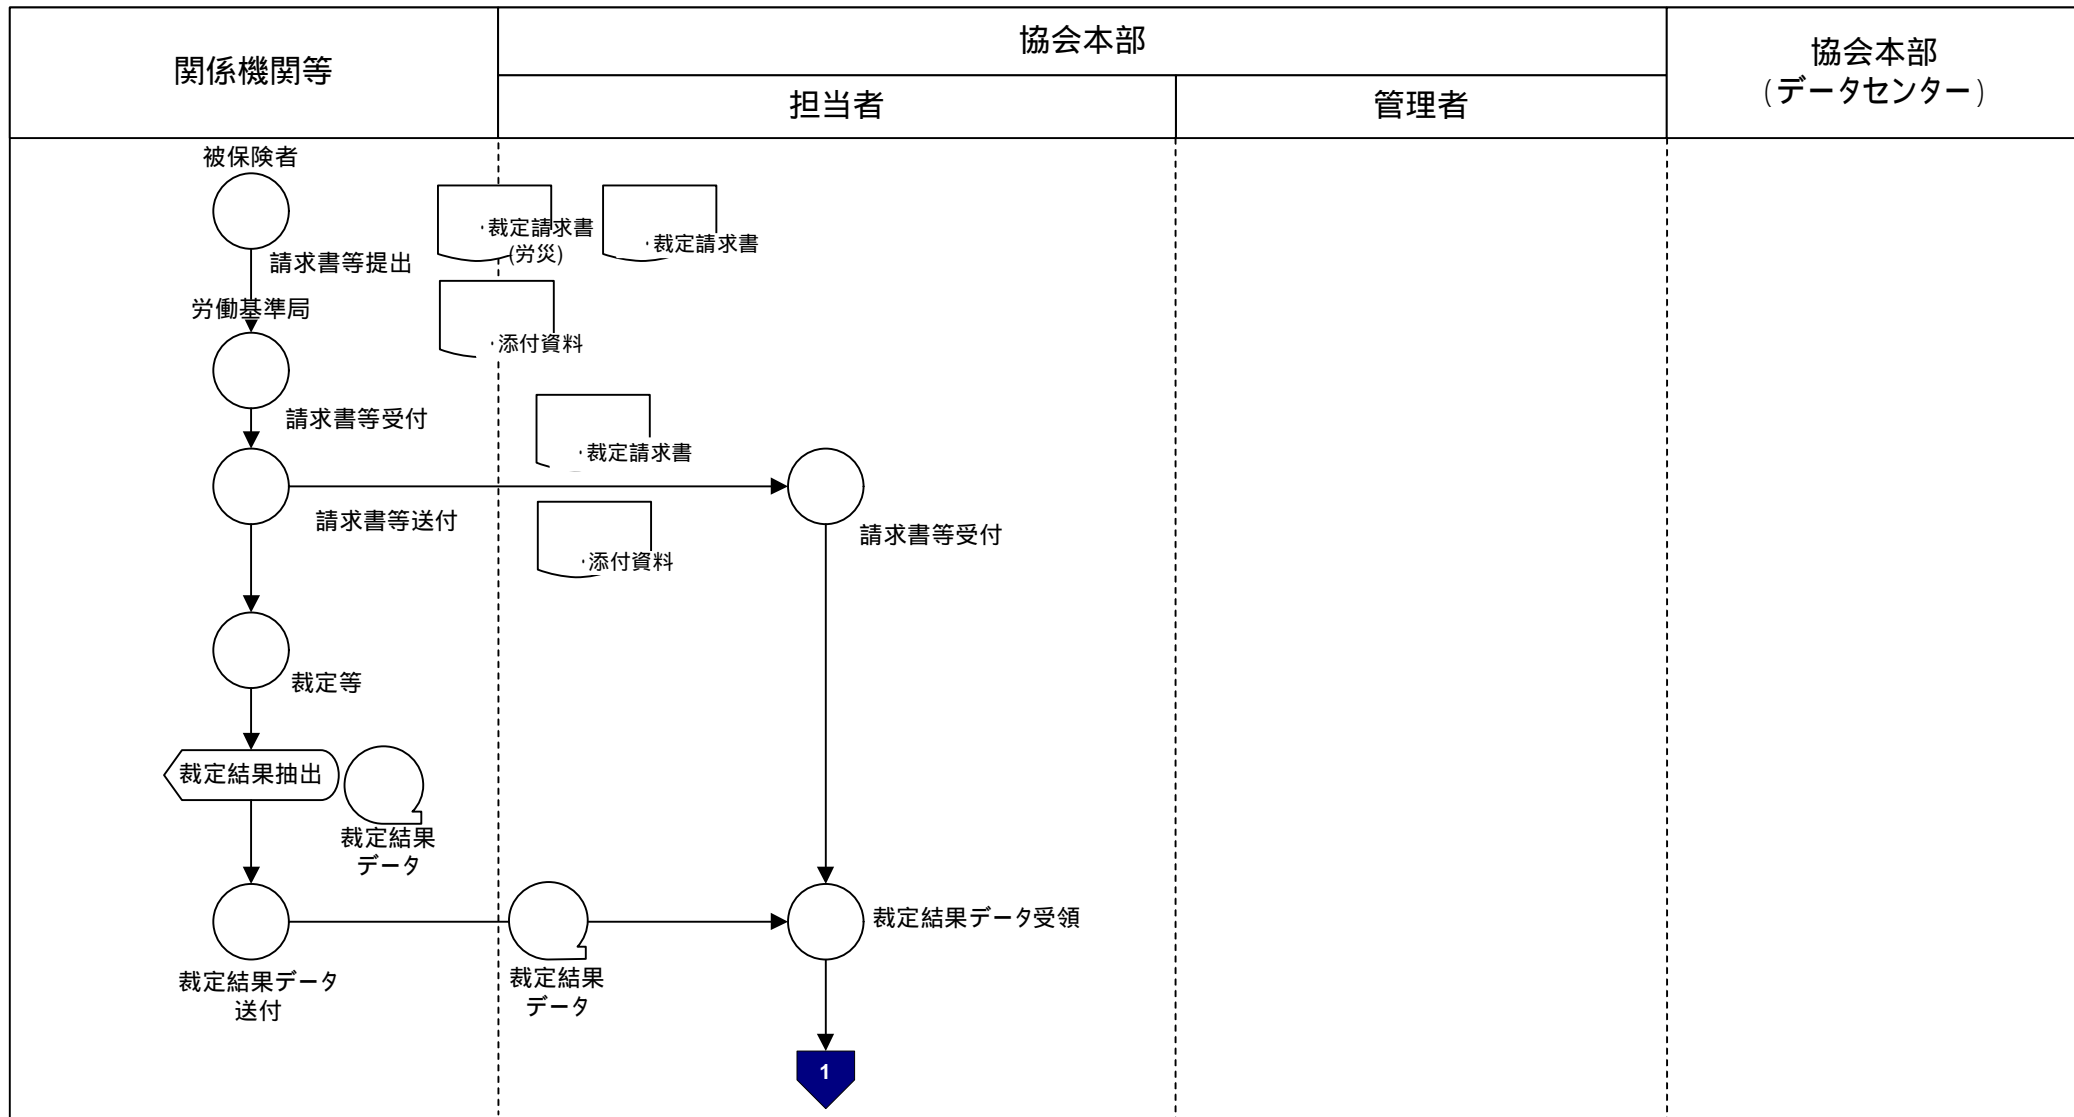 関係機関等
協会本部
協会本部
(データセンター)
担当者
管理者
被保険者
・裁定請求書
(労災)
・裁定請求書
請求書等提出
労働基準局
・添付資料
請求書等受付
・裁定請求書
請求書等送付
請求書等受付
・添付資料
裁定等
裁定結果抽出
裁定結果
データ
裁定結果データ受領
裁定結果データ
送付
裁定結果
データ
1